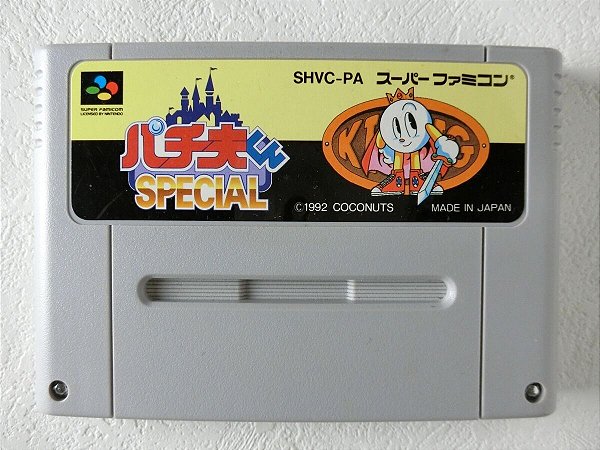 SHVC-PA スーパーファミコン®
SUPER FAMICOM
LICENSED BY NINTENDO
パチ夫くん
SPECIAL
KING
©1992 COCONUTS
MADE IN JAPAN